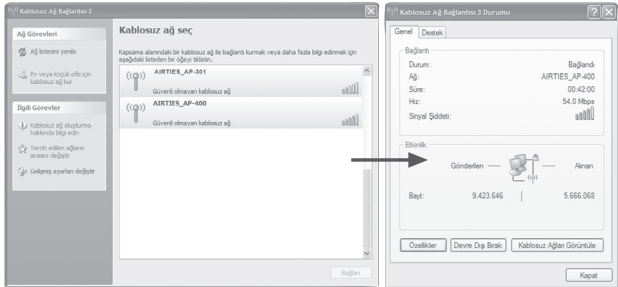 Kablosuz Ağ Bağlantısı 3
Ağ Görevleri
Ağ listesini yenile
Ev veya küçük ofis için
kablosuz ağ kur
İlgili Görevler
Kablosuz ağ oluşturma
hakkında bilgi edin
Tercih edilen ağların
sırasını değiştir
Gelişmiş ayarları değiştir
Kablosuz ağ seç
Kapsama alanındaki bir kablosuz ağ ile bağlantı kurmak veya daha fazla bilgi edinmek için
aşağıdaki listeden bir öğeyi tıklatın.
AIRTIES_AP-301
Güvenli olmayan kablosuz ağ
AIRTIES_AP-400
Güvenli olmayan kablosuz ağ
Bağlan
Kablosuz Ağ Bağlantısı 3 Durumu
Genel Destek
Bağlantı
Durum: Bağlandı
Ağ: AIRTIES_AP-400
Süre: 00:42:00
Hız: 54.0 Mbps
Sinyal Şiddeti:
Etkinlik
Gönderilen Alınan
Bayt: 9.423.646 5.666.068
Özellikler Devre Dışı Bırak Kablosuz Ağları Görüntüle
Kapat